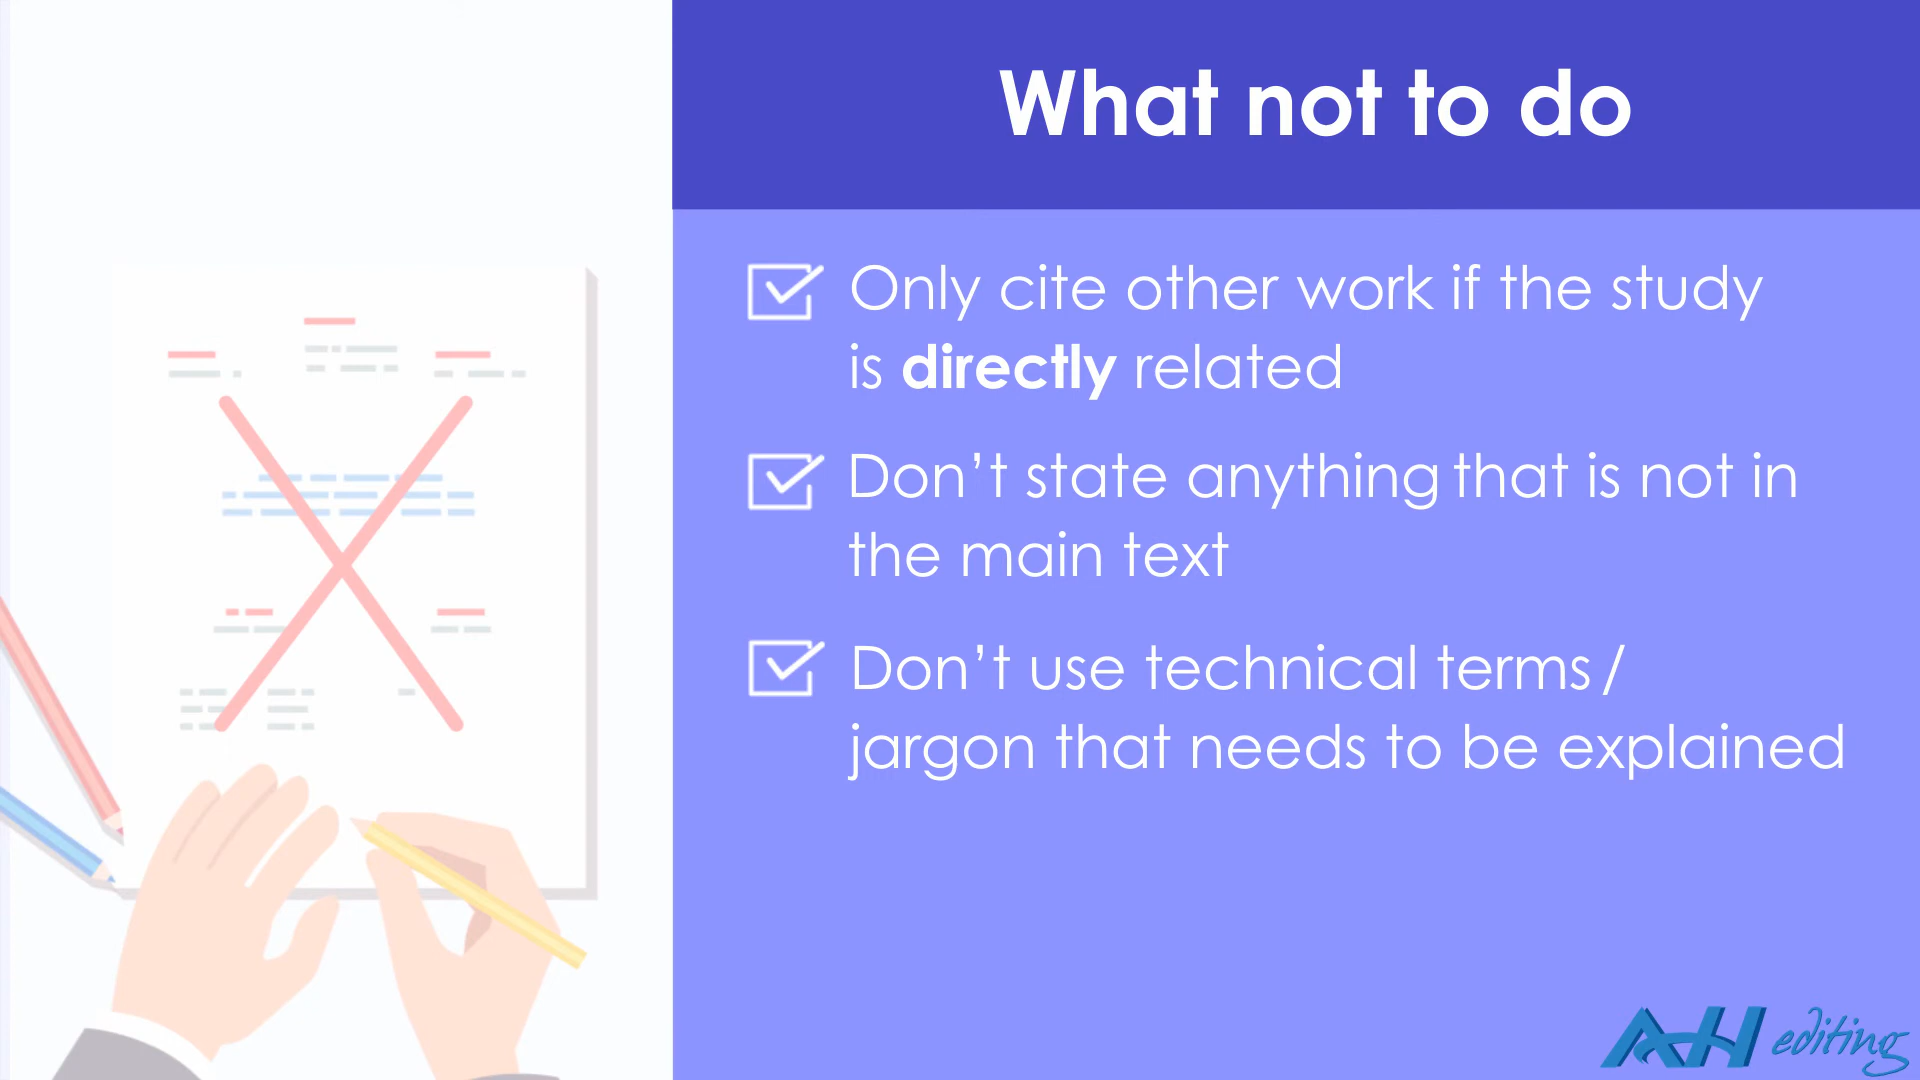 What not to do
Only cite other work if the study
is directly related
Don’t state anything that is not in
the main text
Don’t use technical terms /
jargon that needs to be explained
AH editing